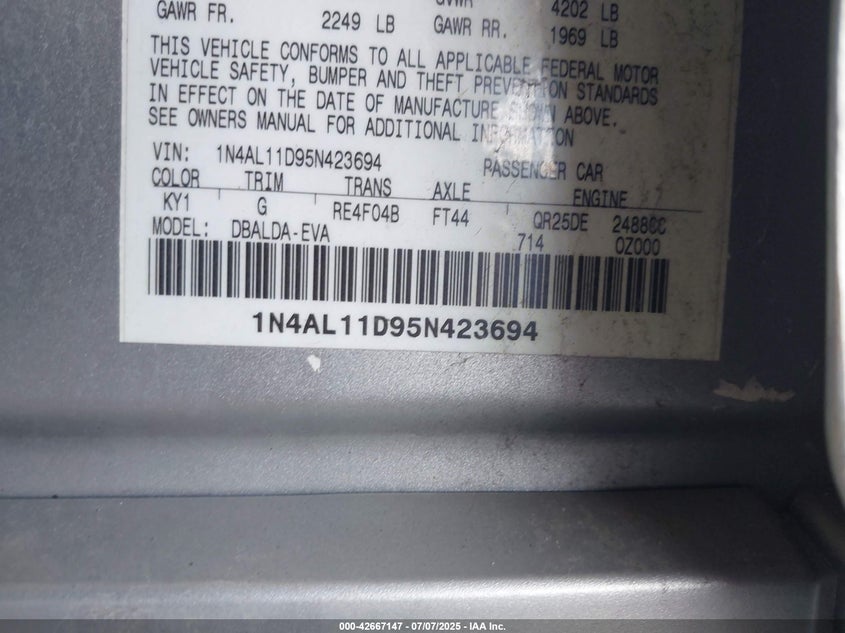 GVWR 4202 LB
GAWR FR. 2249 LB GAWR RR. 1969 LB
THIS VEHICLE CONFORMS TO ALL APPLICABLE FEDERAL MOTOR
VEHICLE SAFETY, BUMPER AND THEFT PREVENTION STANDARDS
IN EFFECT ON THE DATE OF MANUFACTURE SHOWN ABOVE.
SEE OWNERS MANUAL FOR ADDITIONAL INFORMATION
VIN: 1N4AL11D95N423694 PASSENGER CAR
COLOR TRIM TRANS AXLE ENGINE
KY1 G RE4F04B FT44 QR25DE 2488CC
MODEL: DBALDA-EVA 714 0Z000
1N4AL11D95N423694
000-42667147 - 07/07/2025 - IAA Inc.